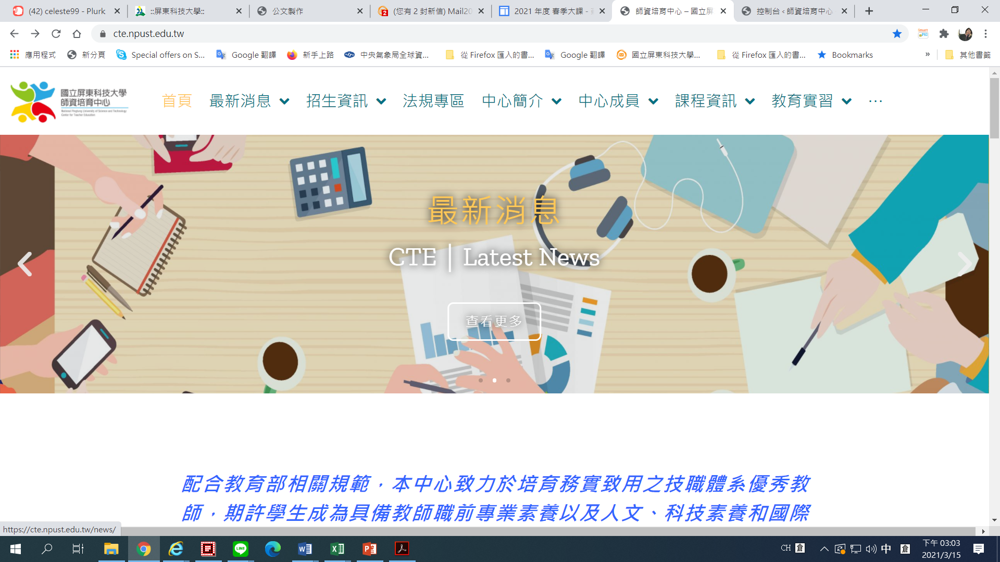 (42) celeste99 - Plurk
::屏東科技大學::
公文製作
(您有 2 封新信) Mail20
2021 年度 春季大課 -
師資培育中心 – 國立屏
控制台 ‹ 師資培育中心
cte.npust.edu.tw
應用程式
新分頁
Special offers on S...
Google 翻譯
新手上路
中央氣象局全球資...
從 Firefox 匯入的書...
Google 翻譯
國立屏東科技大學...
從 Firefox 匯入的書...
Bookmarks
»
其他書籤
國立屏東科技大學
師資培育中心
National Pingtung University of Science and Technology
Center for Teacher Education
首頁
最新消息
招生資訊
法規專區
中心簡介
中心成員
課程資訊
教育實習
...
最新消息
CTE | Latest News
查看更多
配合教育部相關規範，本中心致力於培育務實致用之技職體系優秀教
師，期許學生成為具備教師職前專業素養以及人文、科技素養和國際
https://cte.npust.edu.tw/news/
CH
倉
中
倉
下午 03:03
2021/3/15